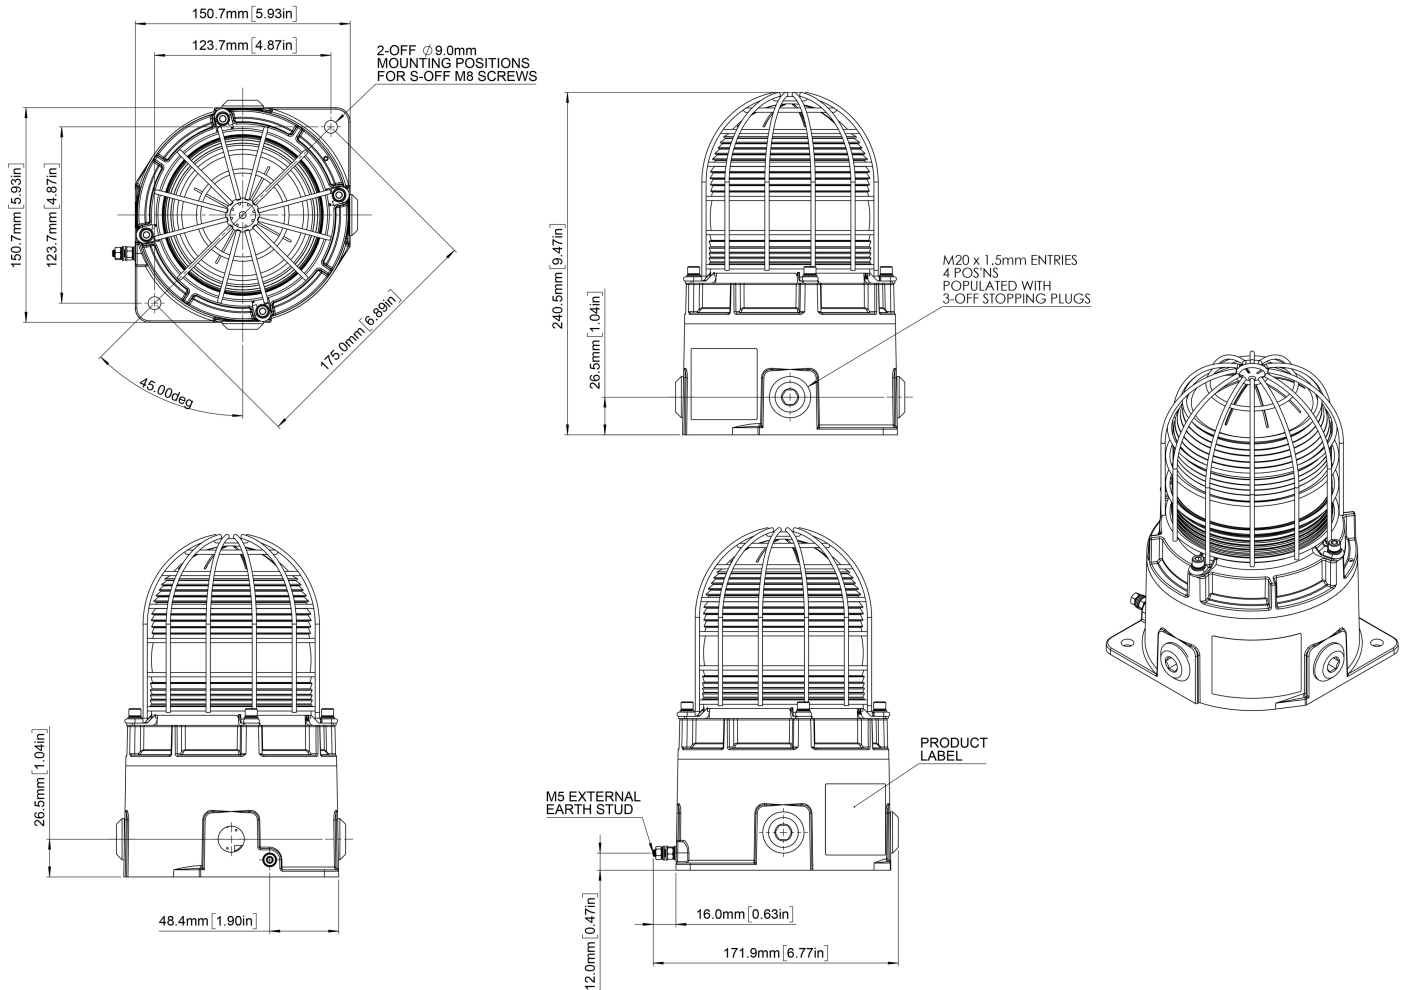 150.7mm[5.93in]
123.7mm[4.87in]
2-OFF ∅9.0mm
MOUNTING POSITIONS
FOR S-OFF M8 SCREWS
150.7mm[5.93in]
123.7mm[4.87in]
175.0mm[6.89in]
45.00deg
240.5mm[9.47in]
26.5mm[1.04in]
M20 x 1.5mm ENTRIES
4 POS'NS
POPULATED WITH
3-OFF STOPPING PLUGS
26.5mm[1.04in]
48.4mm[1.90in]
M5 EXTERNAL
EARTH STUD
PRODUCT
LABEL
12.0mm[0.47in]
16.0mm[0.63in]
171.9mm[6.77in]